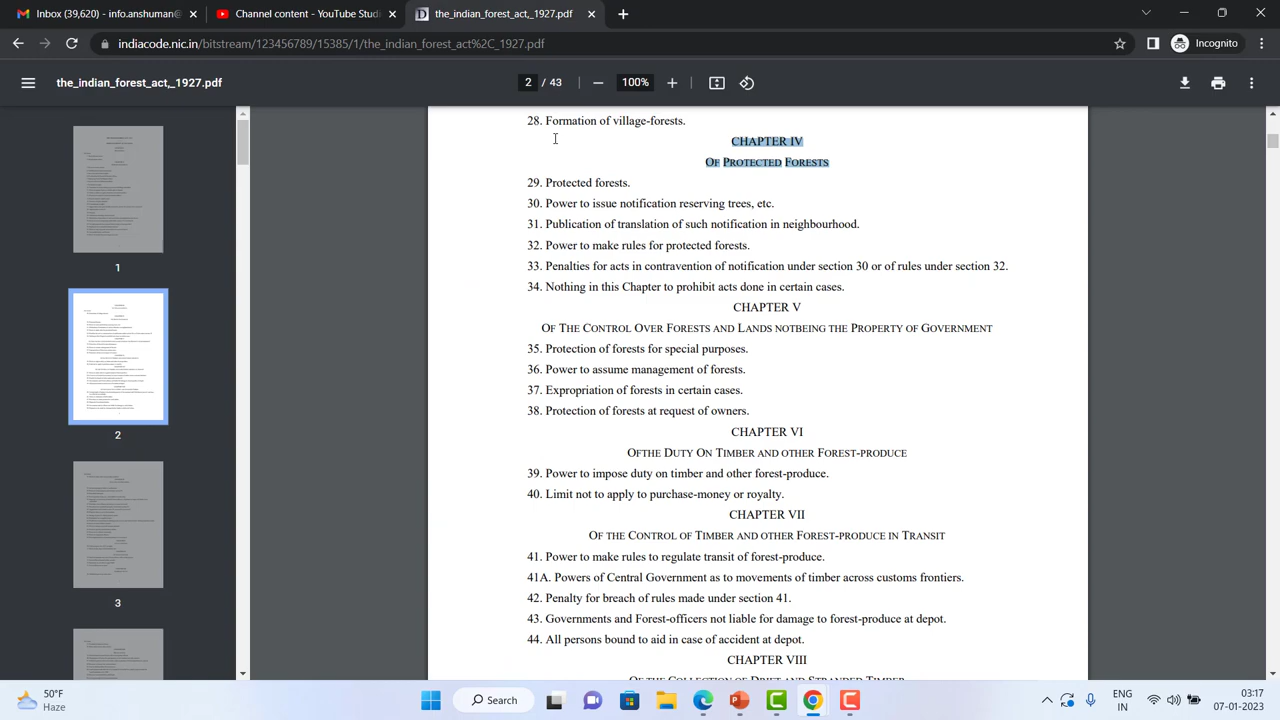 Inbox (39,620) - info.anshuman@
Channel content - YouTube Studi
the_indian_forest_act_1927.pdf
indiacode.nic.in/bitstream/123456789/15385/1/the_indian_forest_act%2C_1927.pdf
Incognito
the_indian_forest_act,_1927.pdf
2 / 43
100%
28. Formation of village-forests.
CHAPTER IV
OF PROTECTED FORESTS
29. Protected forests.
30. Power to issue notification reserving trees, etc.
31. Publication of translation of such notification in neighbourhood.
32. Power to make rules for protected forests.
33. Penalties for acts in contravention of notification under section 30 or of rules under section 32.
34. Nothing in this Chapter to prohibit acts done in certain cases.
CHAPTER V
OF THE CONTROL OVER FORESTS AND LANDS NOT BEING THE PROPERTY OF GOVERNMENT
35. Protection of forests for special purposes.
36. Power to assume management of forests.
37. Expropriation of forests in certain cases.
38. Protection of forests at request of owners.
CHAPTER VI
OFTHE DUTY ON TIMBER AND OTHER FOREST-PRODUCE
39. Power to impose duty on timber and other forest-produce.
40. Limit not to apply to purchase-money or royalty.
CHAPTER VII
OF THE CONTROL OF TIMBER AND OTHER FOREST-PRODUCE IN TRANSIT
41. Power to make rules to regulate transit of forest-produce.
41A. Powers of Central Government as to movements of timber across customs frontiers.
42. Penalty for breach of rules made under section 41.
43. Governments and Forest-officers not liable for damage to forest-produce at depot.
44. All persons bound to aid in case of accident at depot.
CHAPTER VIII
OF THE COLLECTION OF DRIFT AND STRANDED TIMBER
1
2
3
50°F
Haze
Search
ENG
IN
03:17
07-01-2023